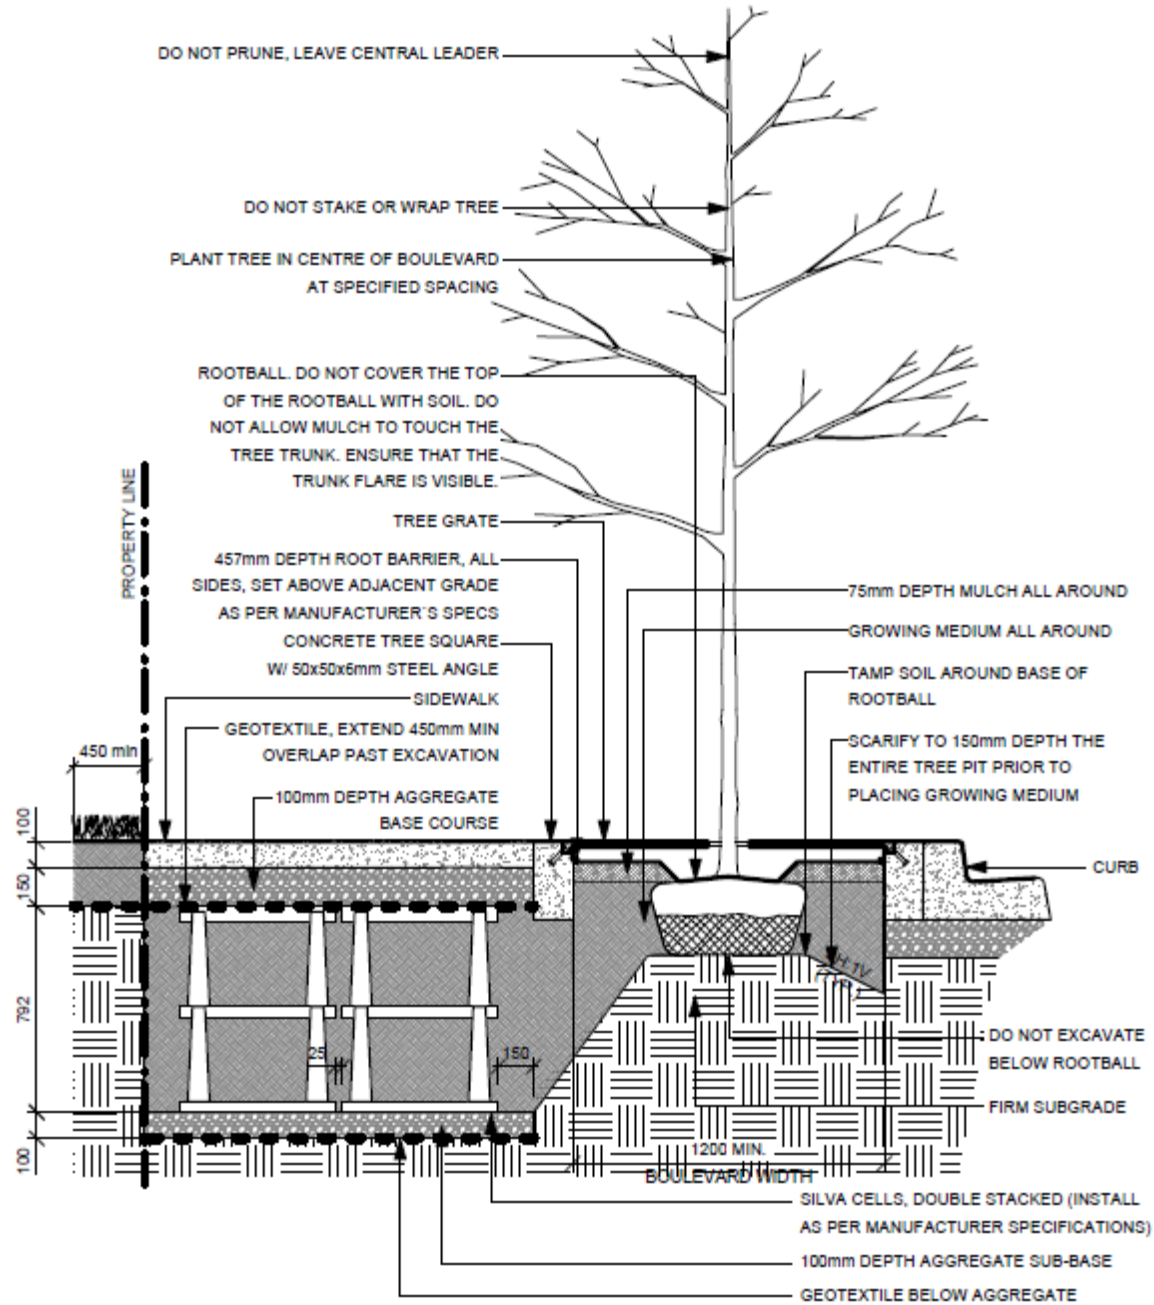 DO NOT PRUNE, LEAVE CENTRAL LEADER
DO NOT STAKE OR WRAP TREE
PLANT TREE IN CENTRE OF BOULEVARD
AT SPECIFIED SPACING
ROOTBALL. DO NOT COVER THE TOP
OF THE ROOTBALL WITH SOIL. DO
NOT ALLOW MULCH TO TOUCH THE
TREE TRUNK. ENSURE THAT THE
TRUNK FLARE IS VISIBLE.
TREE GRATE
457mm DEPTH ROOT BARRIER, ALL
SIDES, SET ABOVE ADJACENT GRADE
AS PER MANUFACTURER`S SPECS
CONCRETE TREE SQUARE
W/ 50x50x6mm STEEL ANGLE
SIDEWALK
GEOTEXTILE, EXTEND 450mm MIN
OVERLAP PAST EXCAVATION
100mm DEPTH AGGREGATE
BASE COURSE
PROPERTY LINE
450 min
100
150
792
100
25
150
75mm DEPTH MULCH ALL AROUND
GROWING MEDIUM ALL AROUND
TAMP SOIL AROUND BASE OF
ROOTBALL
SCARIFY TO 150mm DEPTH THE
ENTIRE TREE PIT PRIOR TO
PLACING GROWING MEDIUM
CURB
H:1V
(TYP.)
DO NOT EXCAVATE
BELOW ROOTBALL
FIRM SUBGRADE
1200 MIN.
BOULEVARD WIDTH
SILVA CELLS, DOUBLE STACKED (INSTALL
AS PER MANUFACTURER SPECIFICATIONS)
100mm DEPTH AGGREGATE SUB-BASE
GEOTEXTILE BELOW AGGREGATE